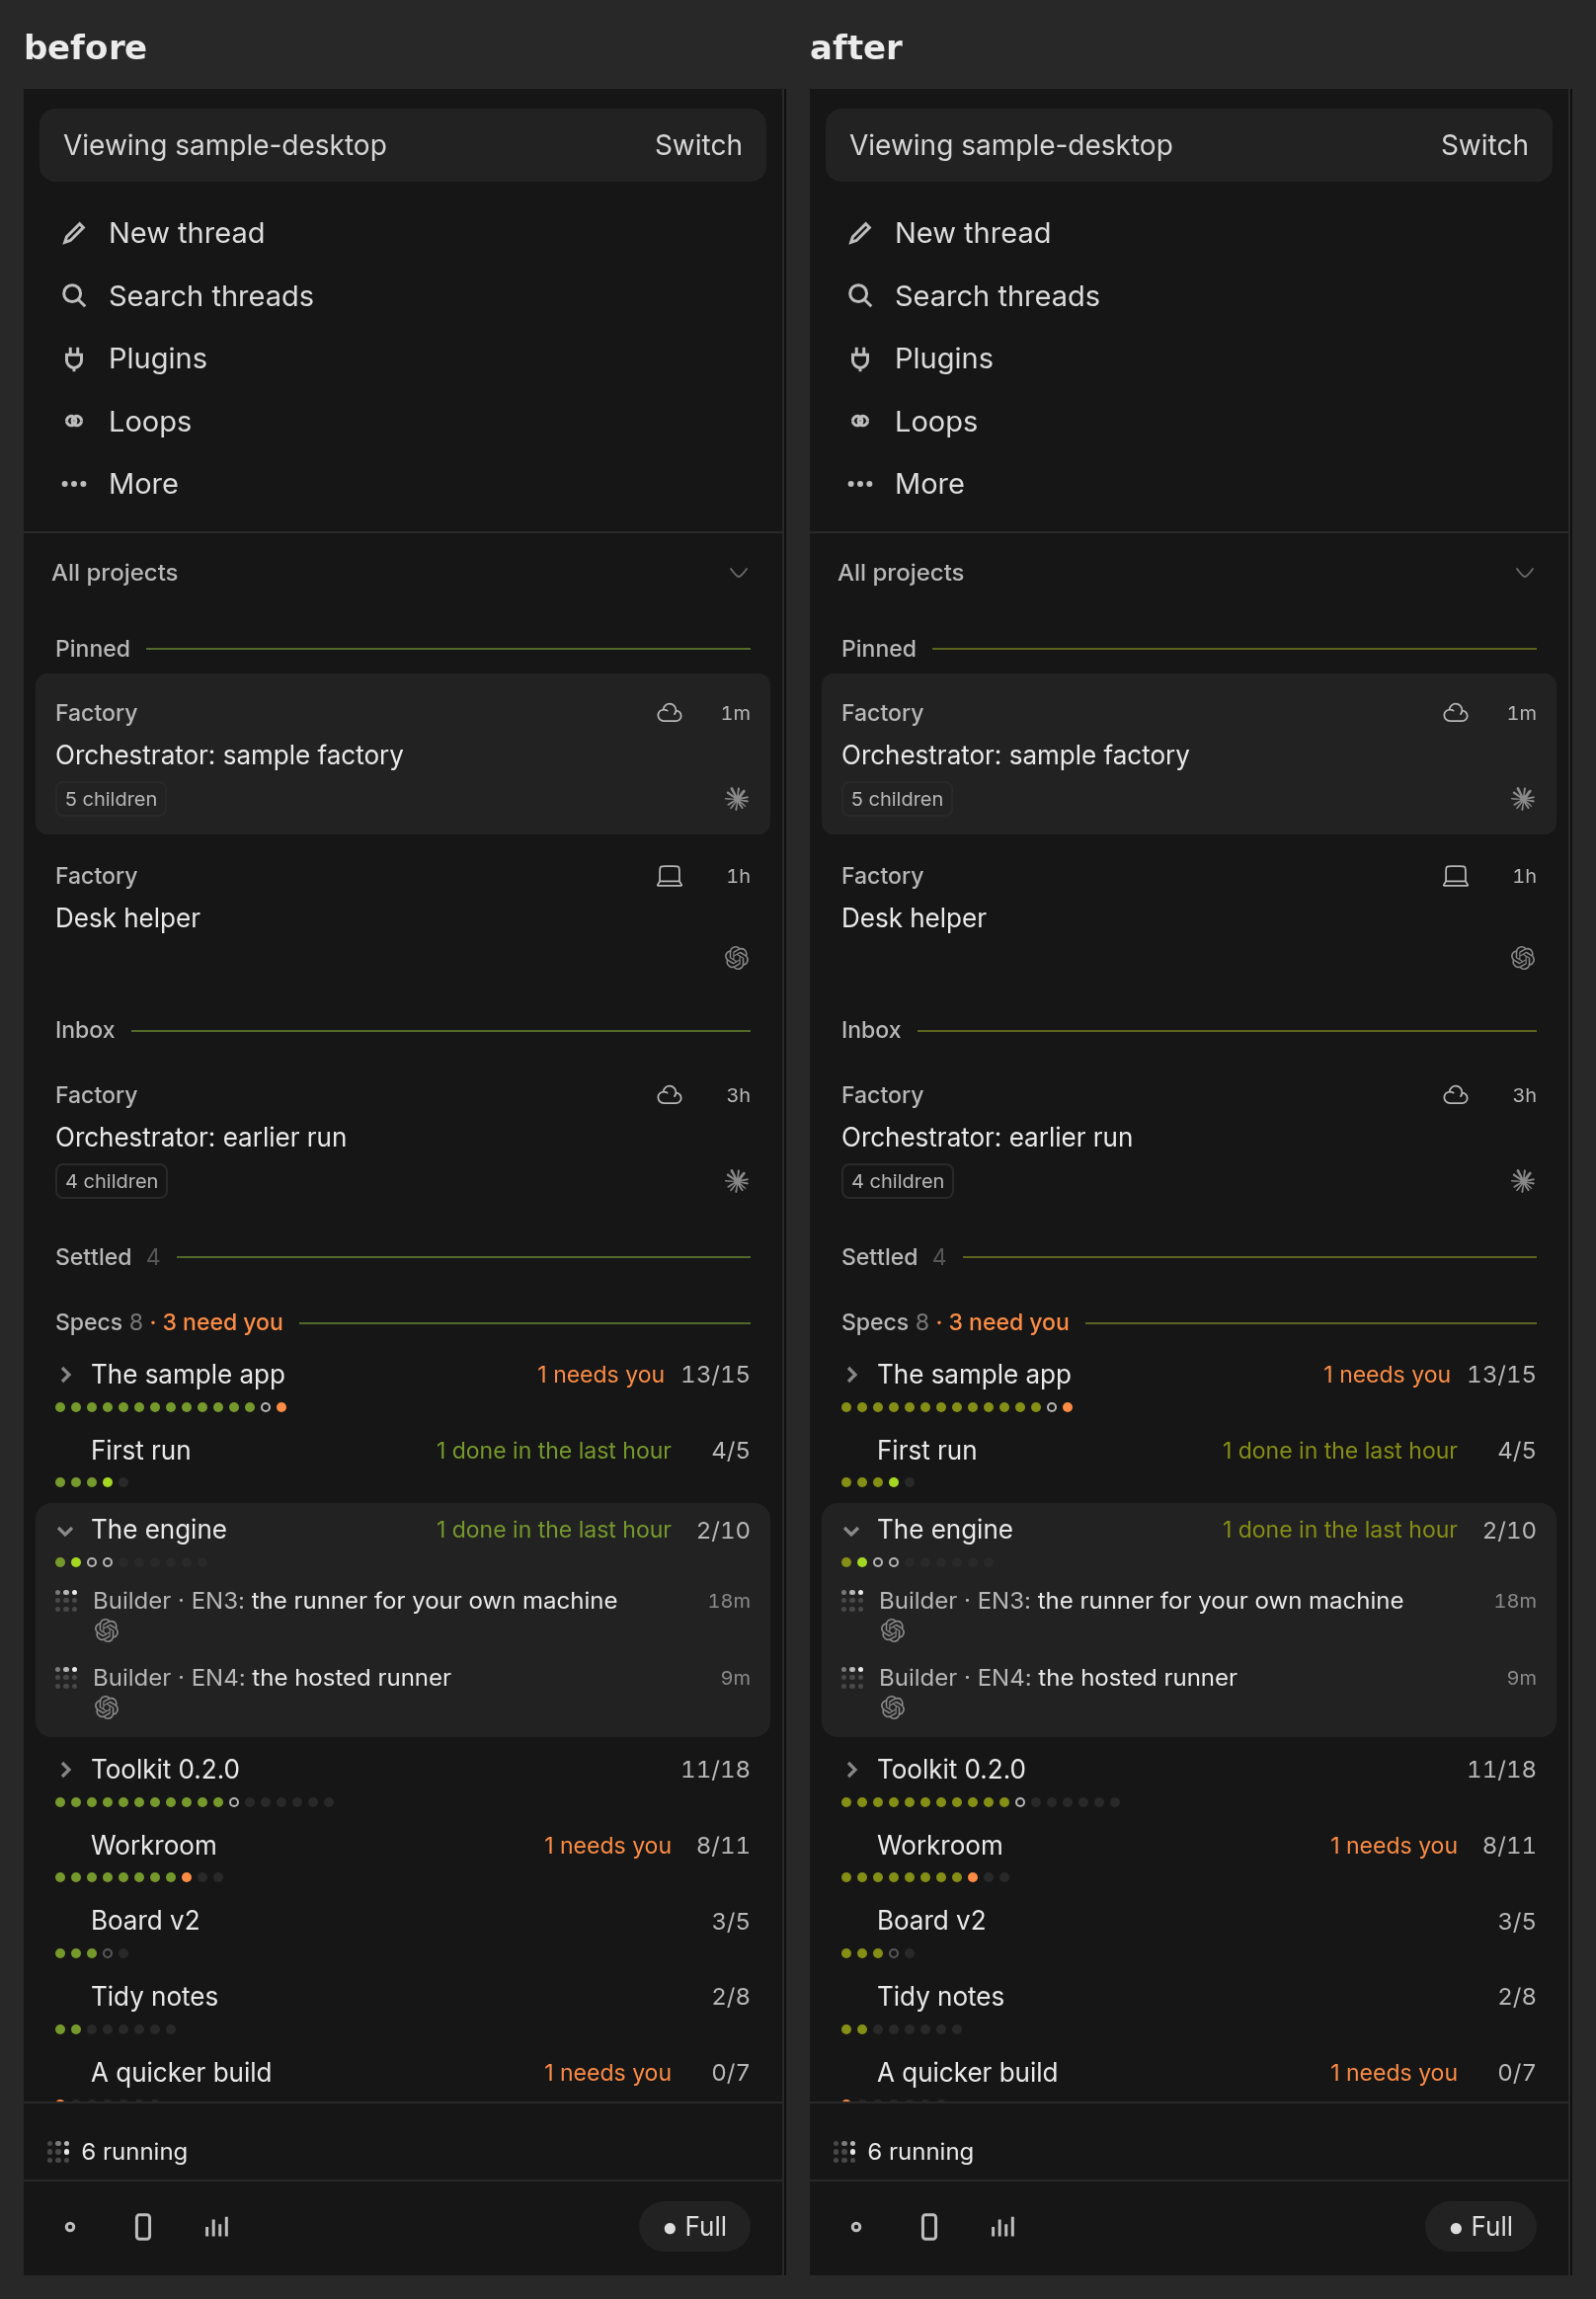 before
Viewing sample-desktop Switch
New thread
Search threads
Plugins
Loops
More
All projects
Pinned
Factory 1m
Orchestrator: sample factory
5 children
Factory 1h
Desk helper
Inbox
Factory 3h
Orchestrator: earlier run
4 children
Settled 4
Specs 8 · 3 need you
The sample app 1 needs you 13/15
First run 1 done in the last hour 4/5
The engine 1 done in the last hour 2/10
Builder · EN3: the runner for your own machine 18m
Builder · EN4: the hosted runner 9m
Toolkit 0.2.0 11/18
Workroom 1 needs you 8/11
Board v2 3/5
Tidy notes 2/8
A quicker build 1 needs you 0/7
6 running
Full
after
Viewing sample-desktop Switch
New thread
Search threads
Plugins
Loops
More
All projects
Pinned
Factory 1m
Orchestrator: sample factory
5 children
Factory 1h
Desk helper
Inbox
Factory 3h
Orchestrator: earlier run
4 children
Settled 4
Specs 8 · 3 need you
The sample app 1 needs you 13/15
First run 1 done in the last hour 4/5
The engine 1 done in the last hour 2/10
Builder · EN3: the runner for your own machine 18m
Builder · EN4: the hosted runner 9m
Toolkit 0.2.0 11/18
Workroom 1 needs you 8/11
Board v2 3/5
Tidy notes 2/8
A quicker build 1 needs you 0/7
6 running
Full